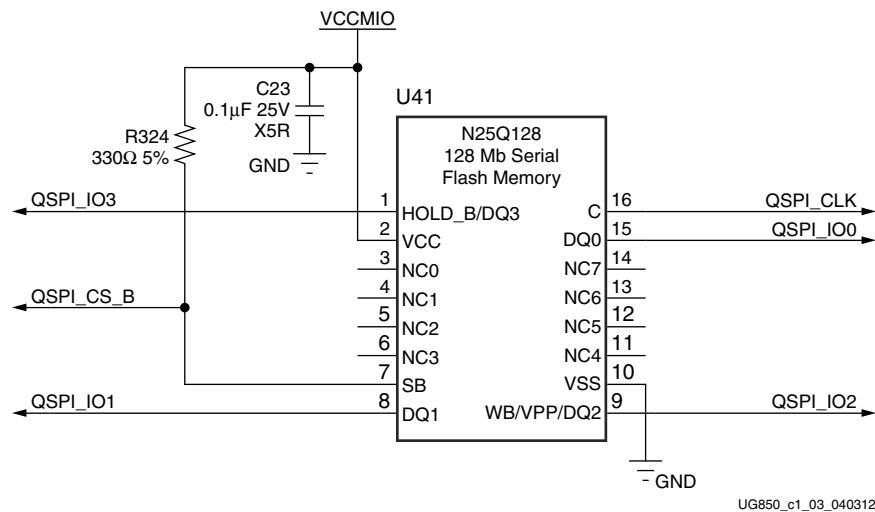 VCCMIO
C23
0.1µF 25V
X5R
GND
R324
330Ω 5%
U41
N25Q128
128 Mb Serial
Flash Memory
QSPI_IO3
1
HOLD_B/DQ3
2
VCC
3
NC0
QSPI_CS_B
4
NC1
5
NC2
6
NC3
7
SB
QSPI_IO1
8
DQ1
C
16
QSPI_CLK
DQ0
15
QSPI_IO0
NC7
14
NC6
13
NC5
12
NC4
11
VSS
10
WB/VPP/DQ2
9
QSPI_IO2
GND
UG850_c1_03_040312